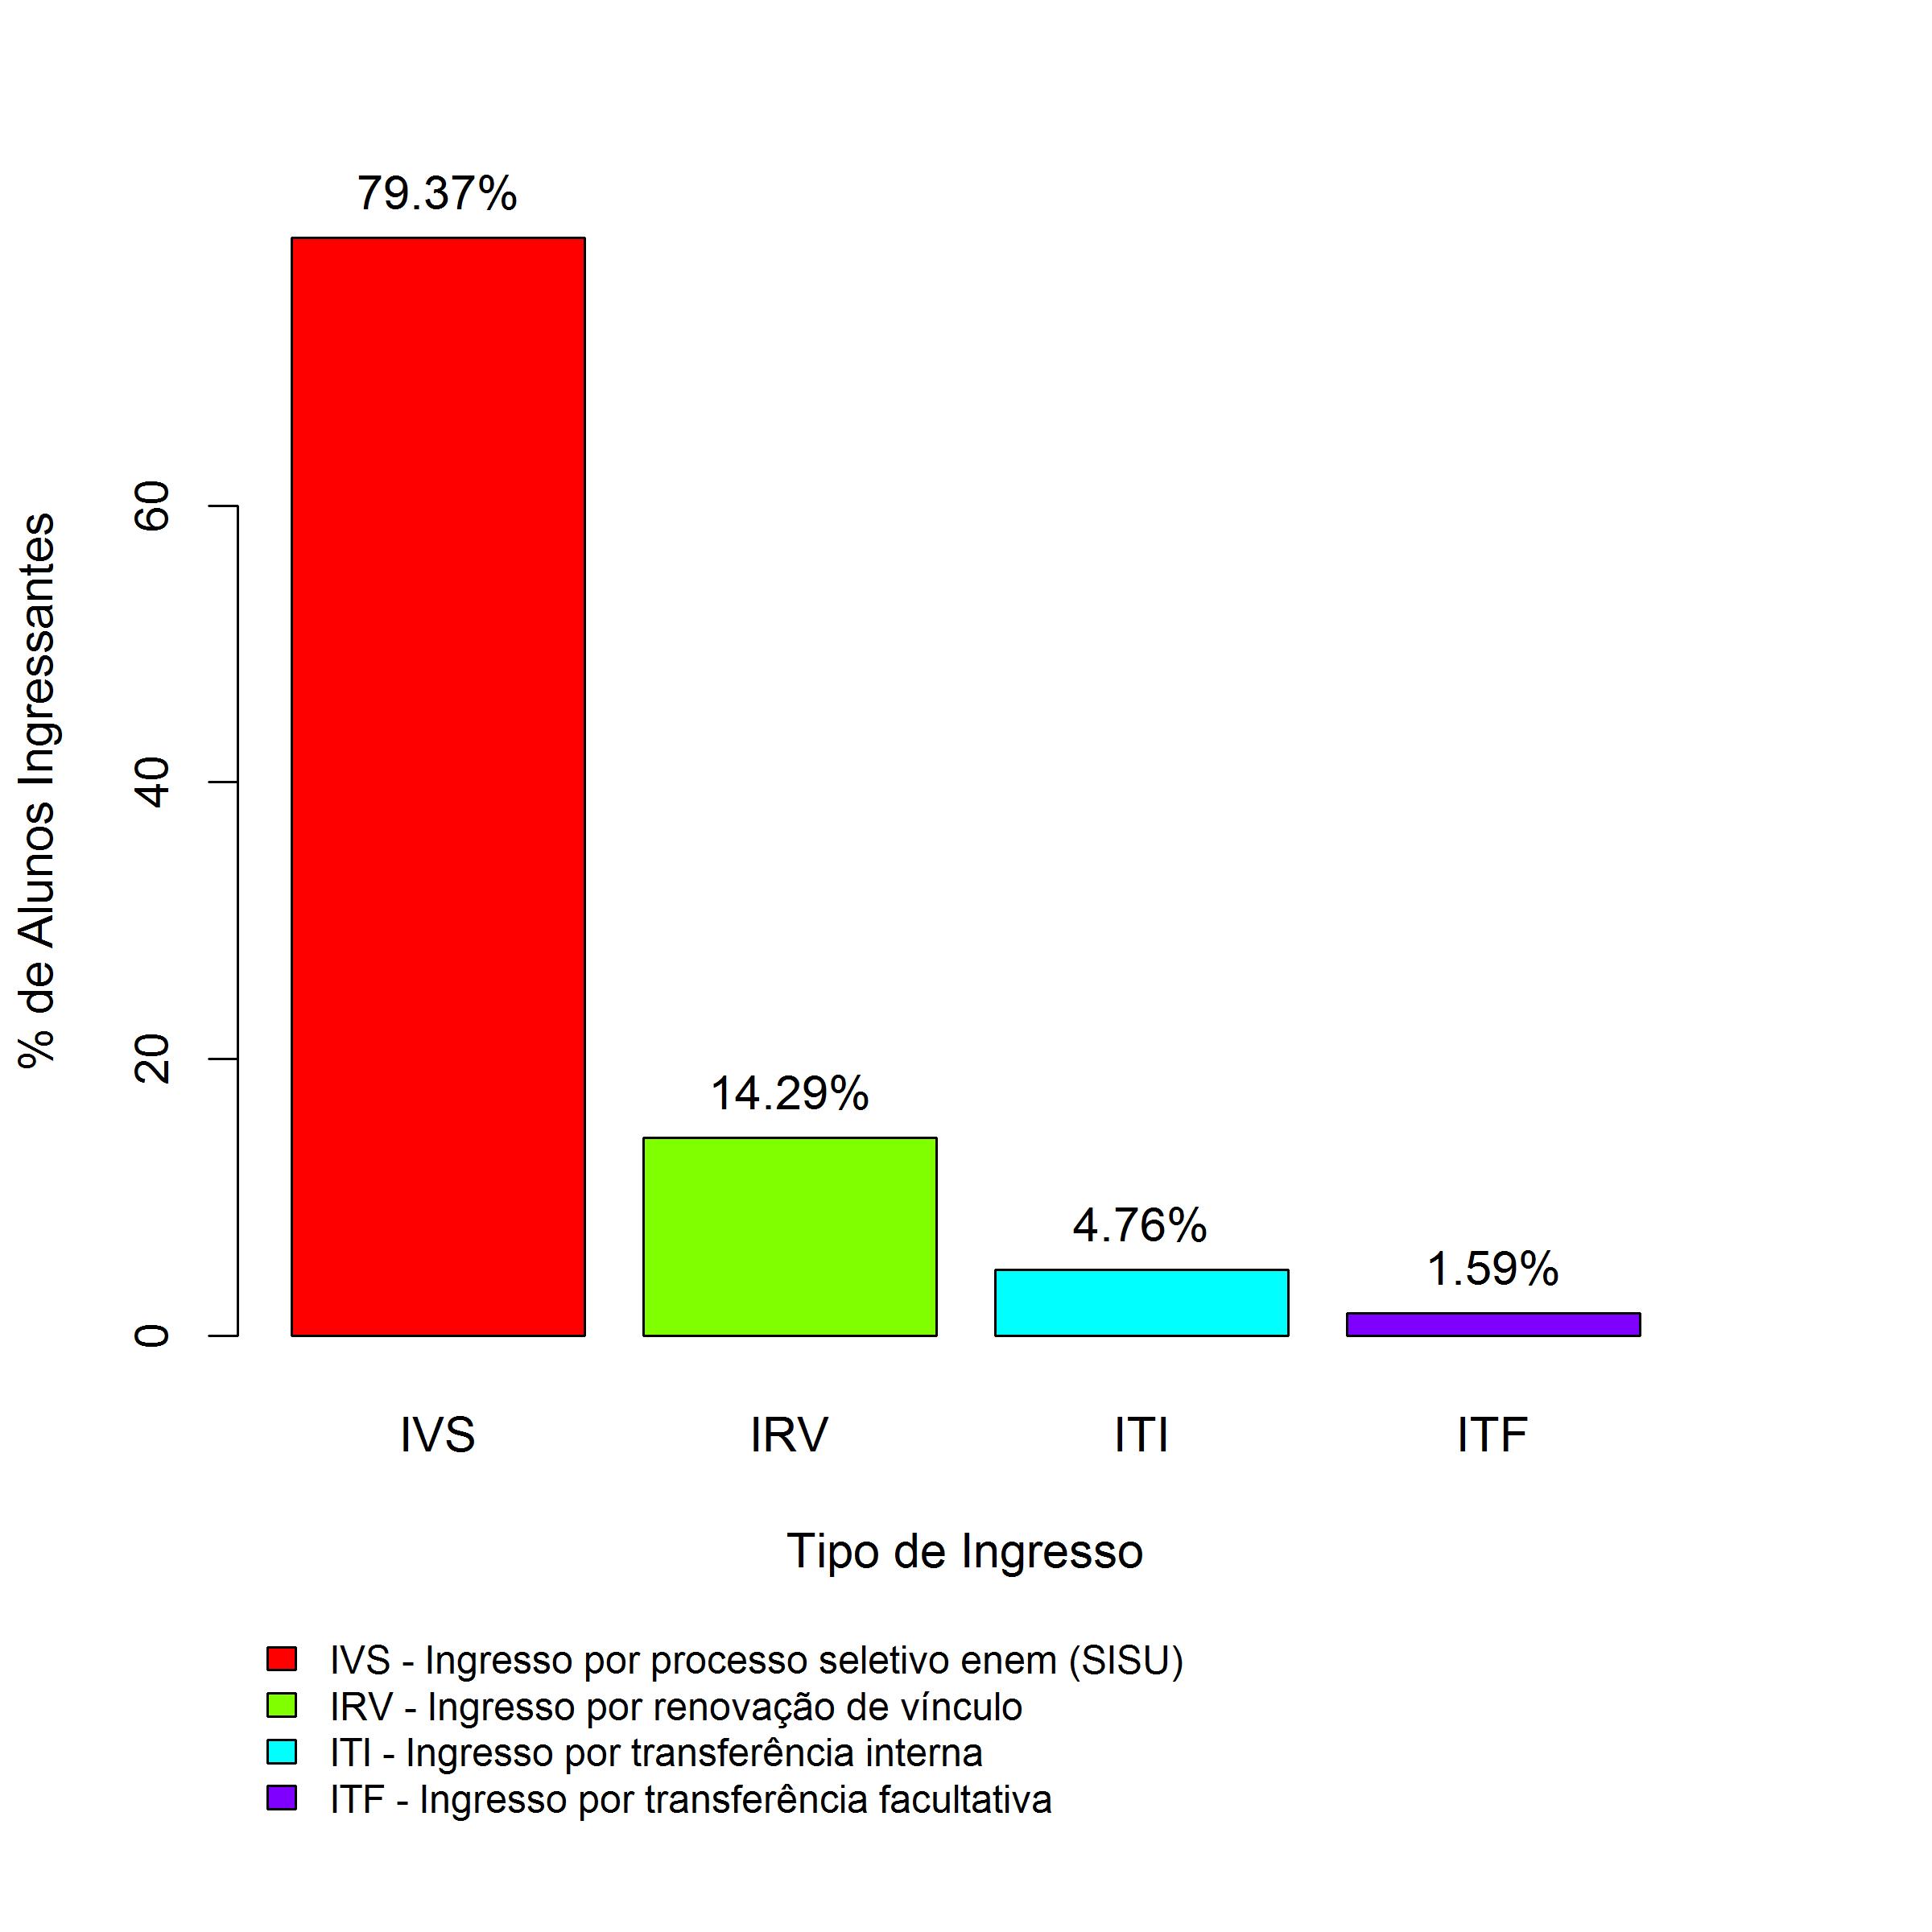 79.37%
% de Alunos Ingressantes
60
40
20
0
14.29%
4.76%
1.59%
IVS
IRV
ITI
ITF
Tipo de Ingresso
IVS - Ingresso por processo seletivo enem (SISU)
IRV - Ingresso por renovação de vínculo
ITI - Ingresso por transferência interna
ITF - Ingresso por transferência facultativa